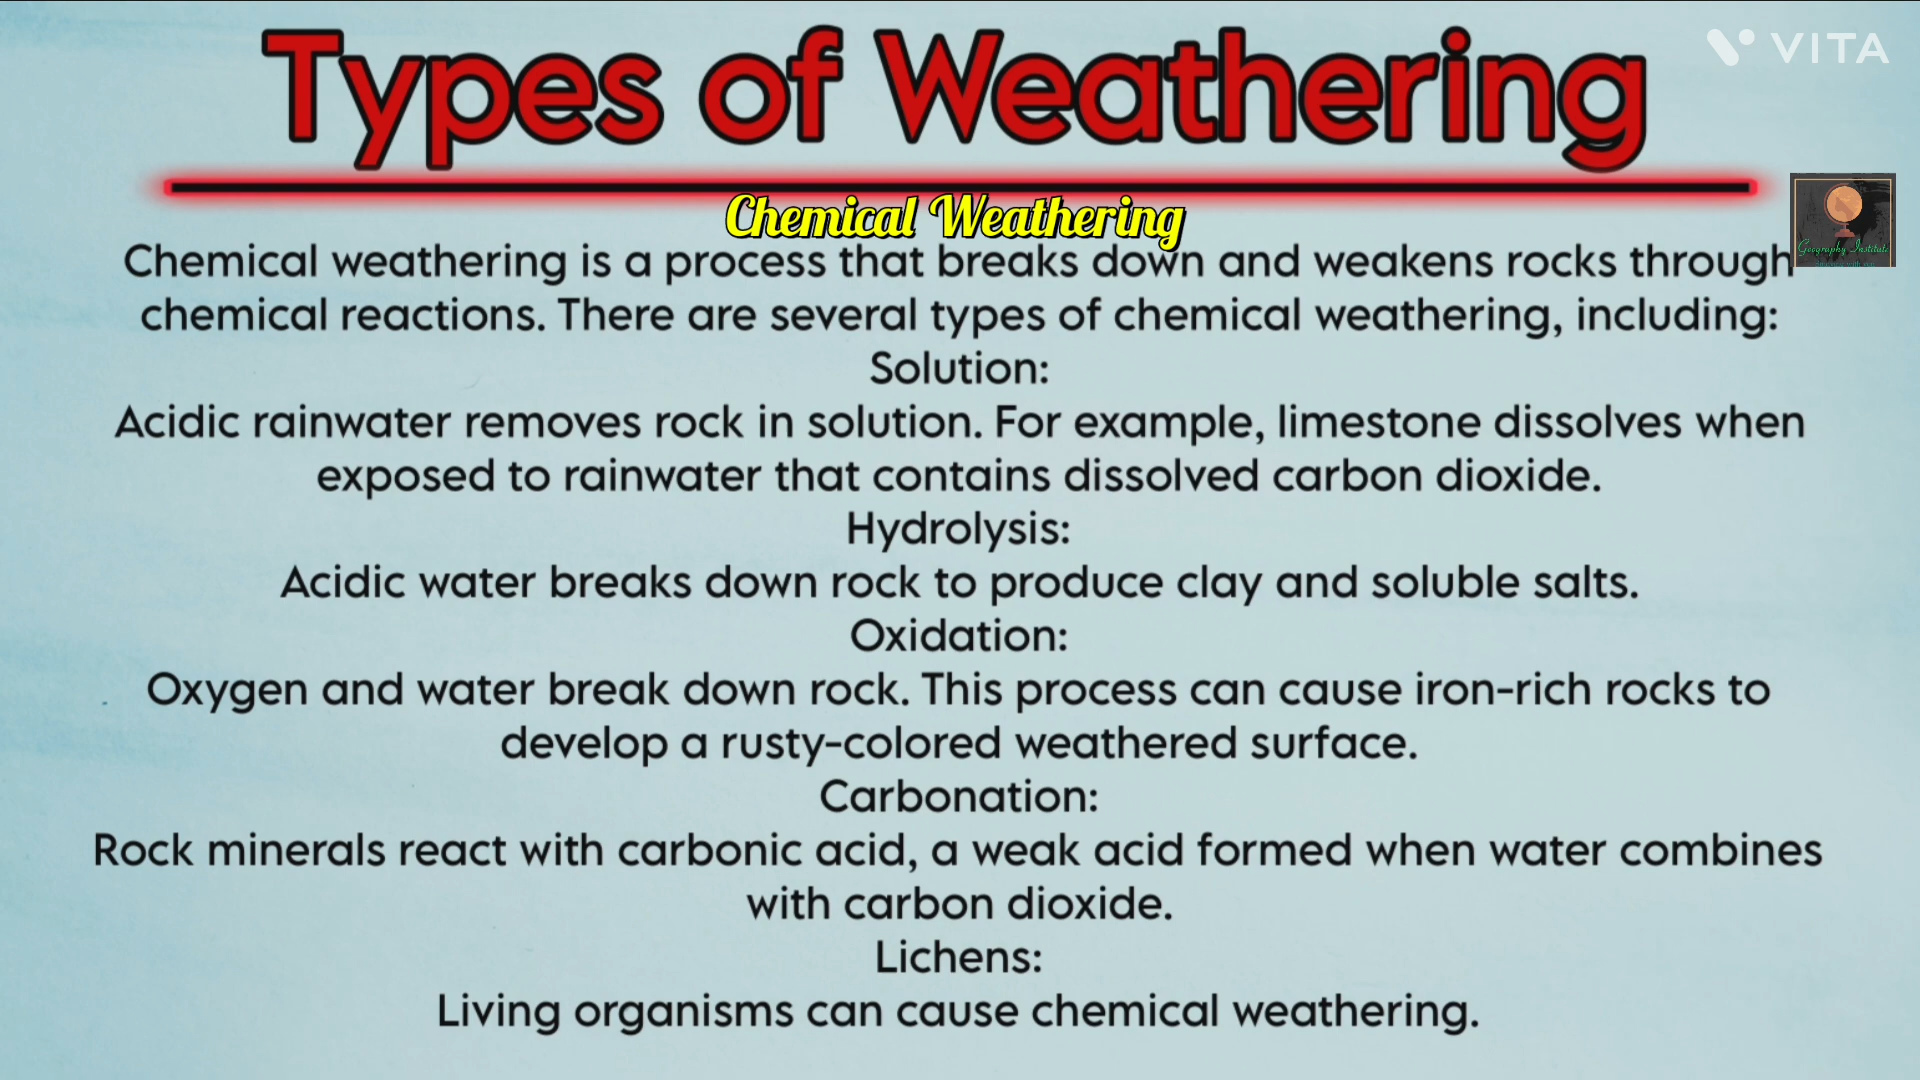 Types of Weathering
VITA
Chemical Weathering
Geography Institute
Chemical weathering is a process that breaks down and weakens rocks through
chemical reactions. There are several types of chemical weathering, including:
Solution:
Acidic rainwater removes rock in solution. For example, limestone dissolves when
exposed to rainwater that contains dissolved carbon dioxide.
Hydrolysis:
Acidic water breaks down rock to produce clay and soluble salts.
Oxidation:
Oxygen and water break down rock. This process can cause iron-rich rocks to
develop a rusty-colored weathered surface.
Carbonation:
Rock minerals react with carbonic acid, a weak acid formed when water combines
with carbon dioxide.
Lichens:
Living organisms can cause chemical weathering.